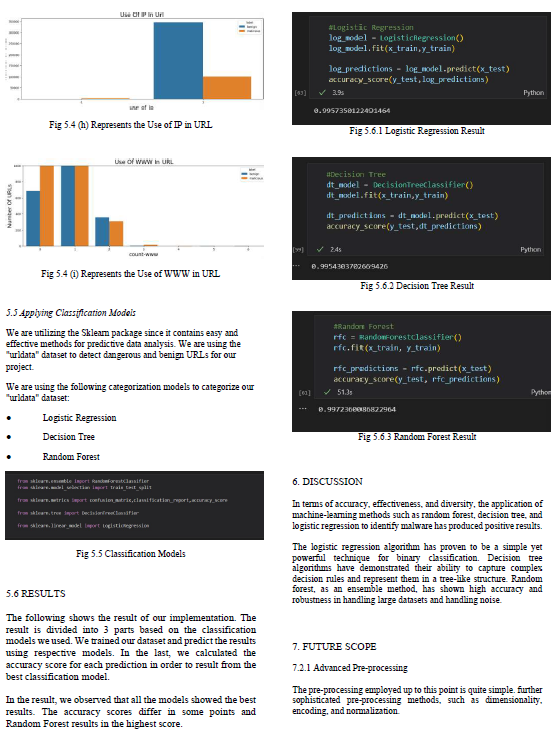 Use Of IP In Url
use of ip
Fig 5.4 (h) Represents the Use of IP in URL
Use Of WWW In URL
Number Of URLs
count-www
Fig 5.4 (i) Represents the Use of WWW in URL
5.5 Applying Classification Models
We are utilizing the Sklearn package since it contains easy and
effective methods for predictive data analysis. We are using the
"urldata" dataset to detect dangerous and benign URLs for our
project.
We are using the following categorization models to categorize our
"urldata" dataset:
• Logistic Regression
• Decision Tree
• Random Forest
from sklearn.ensemble import RandomForestClassifier
from sklearn.model_selection import train_test_split
from sklearn.metrics import confusion_matrix,classification_report,accuracy_score
from sklearn.tree import DecisionTreeClassifier
from sklearn.linear_model import LogisticRegression
Fig 5.5 Classification Models
5.6 RESULTS
The following shows the result of our implementation. The
result is divided into 3 parts based on the classification
models we used. We trained our dataset and predict the results
using respective models. In the last, we calculated the
accuracy score for each prediction in order to result from the
best classification model.
In the result, we observed that all the models showed the best
results. The accuracy scores differ in some points and
Random Forest results in the highest score.
#Logistic Regression
log_model = LogisticRegression()
log_model.fit(x_train,y_train)
log_predictions = log_model.predict(x_test)
accuracy_score(y_test,log_predictions)
3.9s Python
0.9957350122491464
Fig 5.6.1 Logistic Regression Result
#Decision Tree
dt_model = DecisionTreeClassifier()
dt_model.fit(x_train,y_train)
dt_predictions = dt_model.predict(x_test)
accuracy_score(y_test,dt_predictions)
2.4s Python
0.9954303702669426
Fig 5.6.2 Decision Tree Result
#Random Forest
rfc = RandomForestClassifier()
rfc.fit(x_train, y_train)
rfc_predictions = rfc.predict(x_test)
accuracy_score(y_test, rfc_predictions)
51.3s Python
0.9972360086822964
Fig 5.6.3 Random Forest Result
6. DISCUSSION
In terms of accuracy, effectiveness, and diversity, the application of
machine-learning methods such as random forest, decision tree, and
logistic regression to identify malware has produced positive results.
The logistic regression algorithm has proven to be a simple yet
powerful technique for binary classification. Decision tree
algorithms have demonstrated their ability to capture complex
decision rules and represent them in a tree-like structure. Random
forest, as an ensemble method, has shown high accuracy and
robustness in handling large datasets and handling noise.
7. FUTURE SCOPE
7.2.1 Advanced Pre-processing
The pre-processing employed up to this point is quite simple. further
sophisticated pre-processing methods, such as dimensionality,
encoding, and normalization.